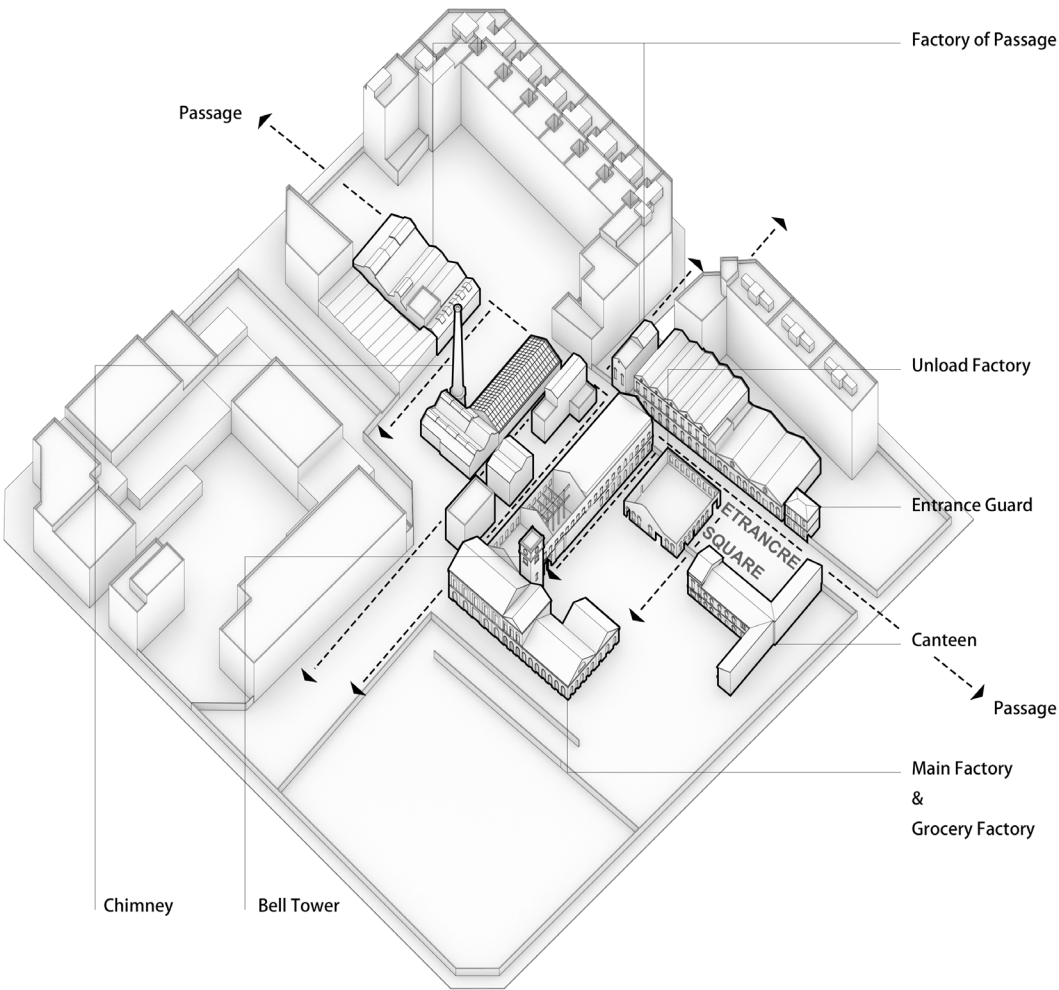 Factory of Passage
Passage
Unload Factory
Entrance Guard
ETRANCRE
SQUARE
Canteen
Passage
Main Factory
&
Grocery Factory
Chimney
Bell Tower